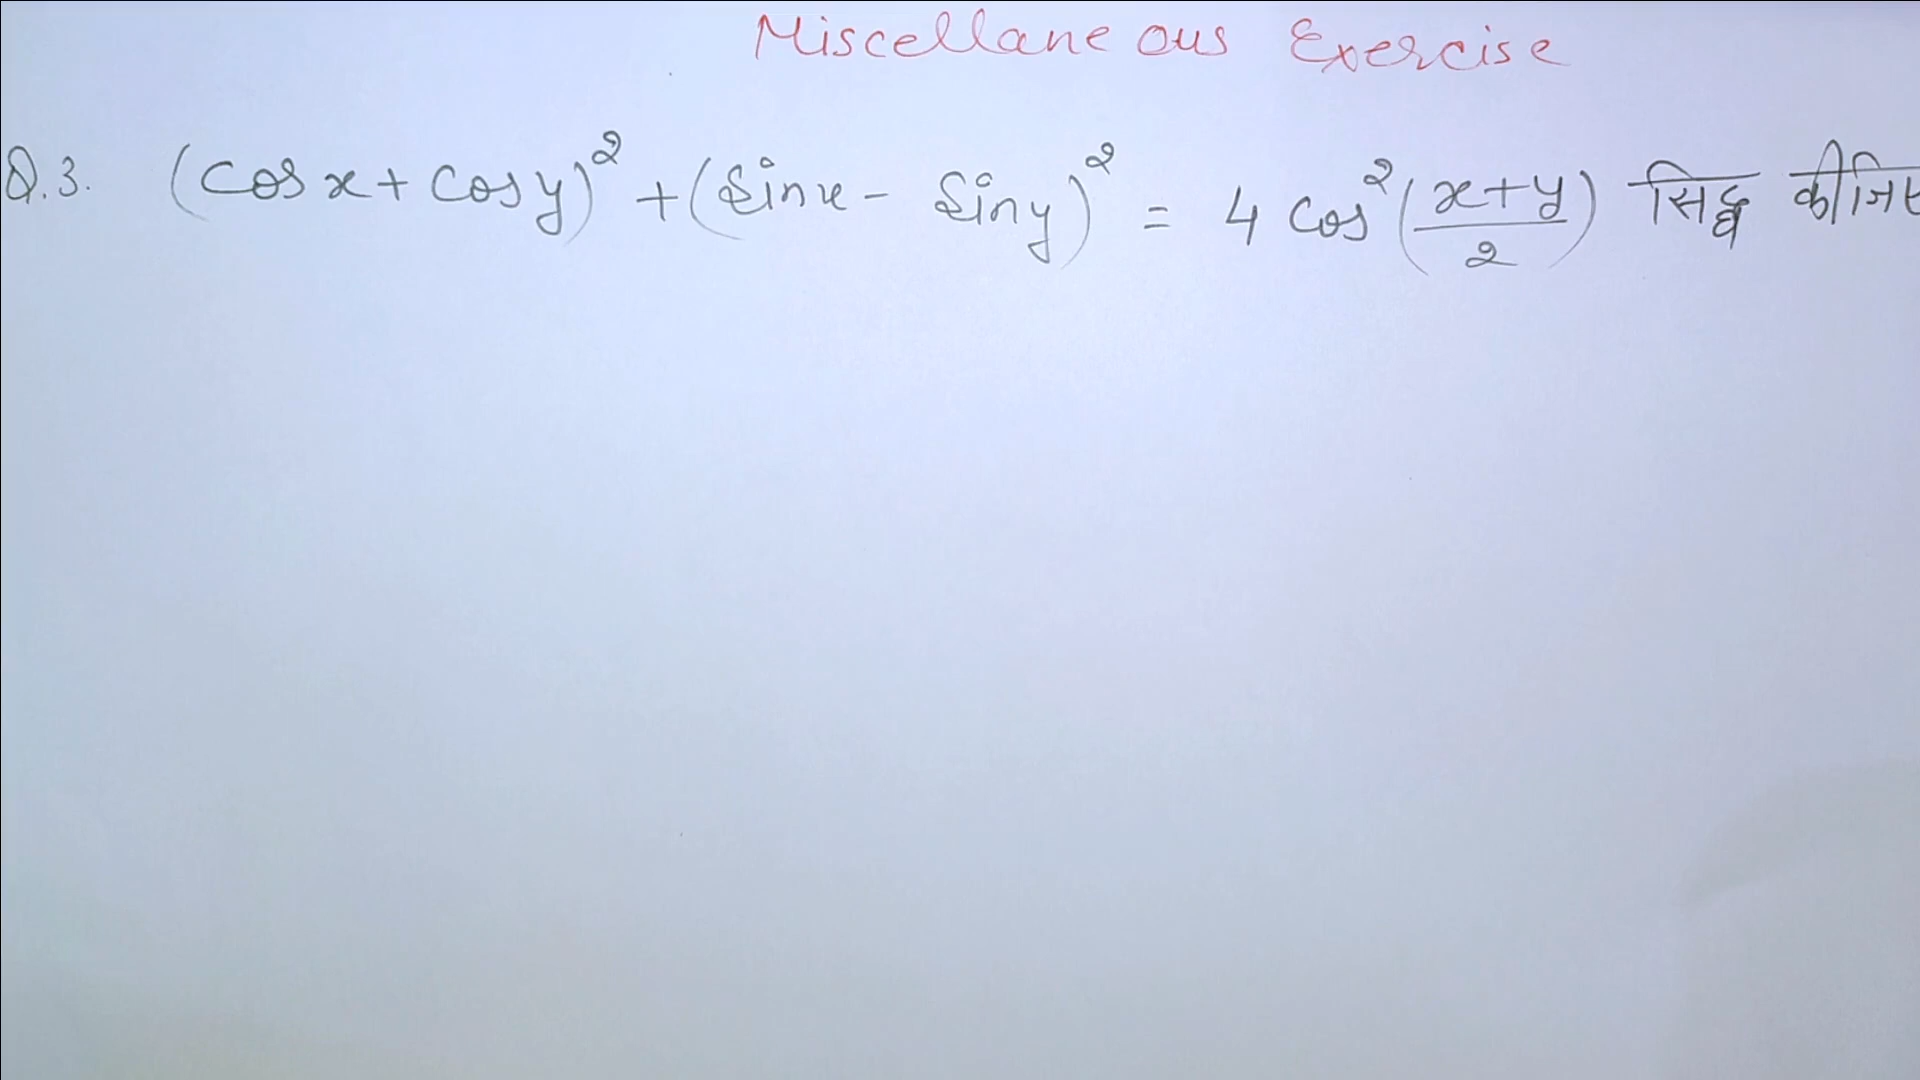 Miscellaneous Exercise
Q.3. (cos x + cos y)² + (sin x - sin y)² = 4 cos² (x+y/2) सिद्ध कीजिए